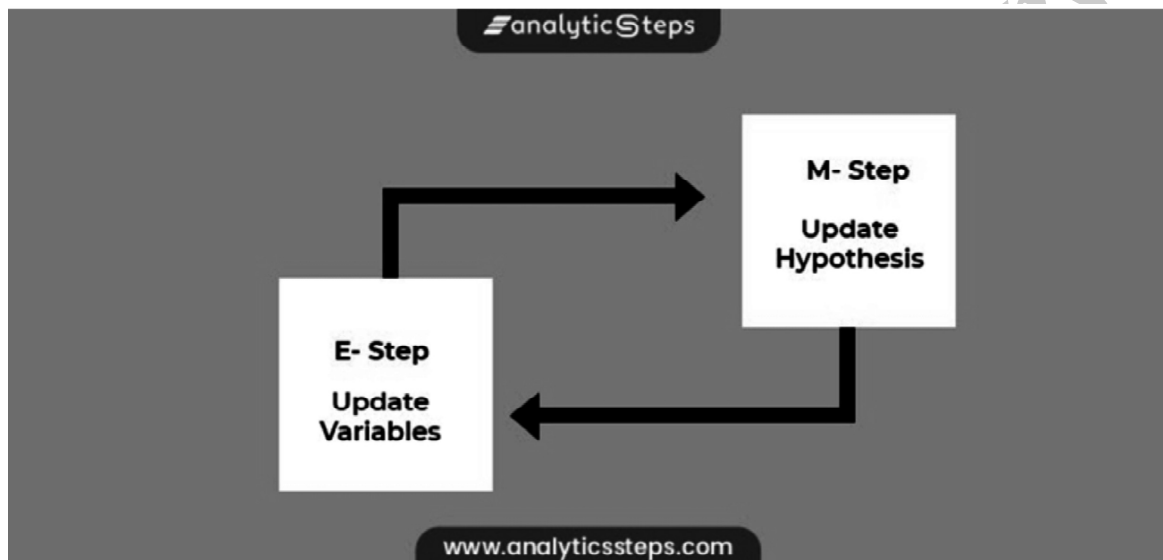 analyticSteps
M- Step
Update
Hypothesis
E- Step
Update
Variables
www.analyticssteps.com